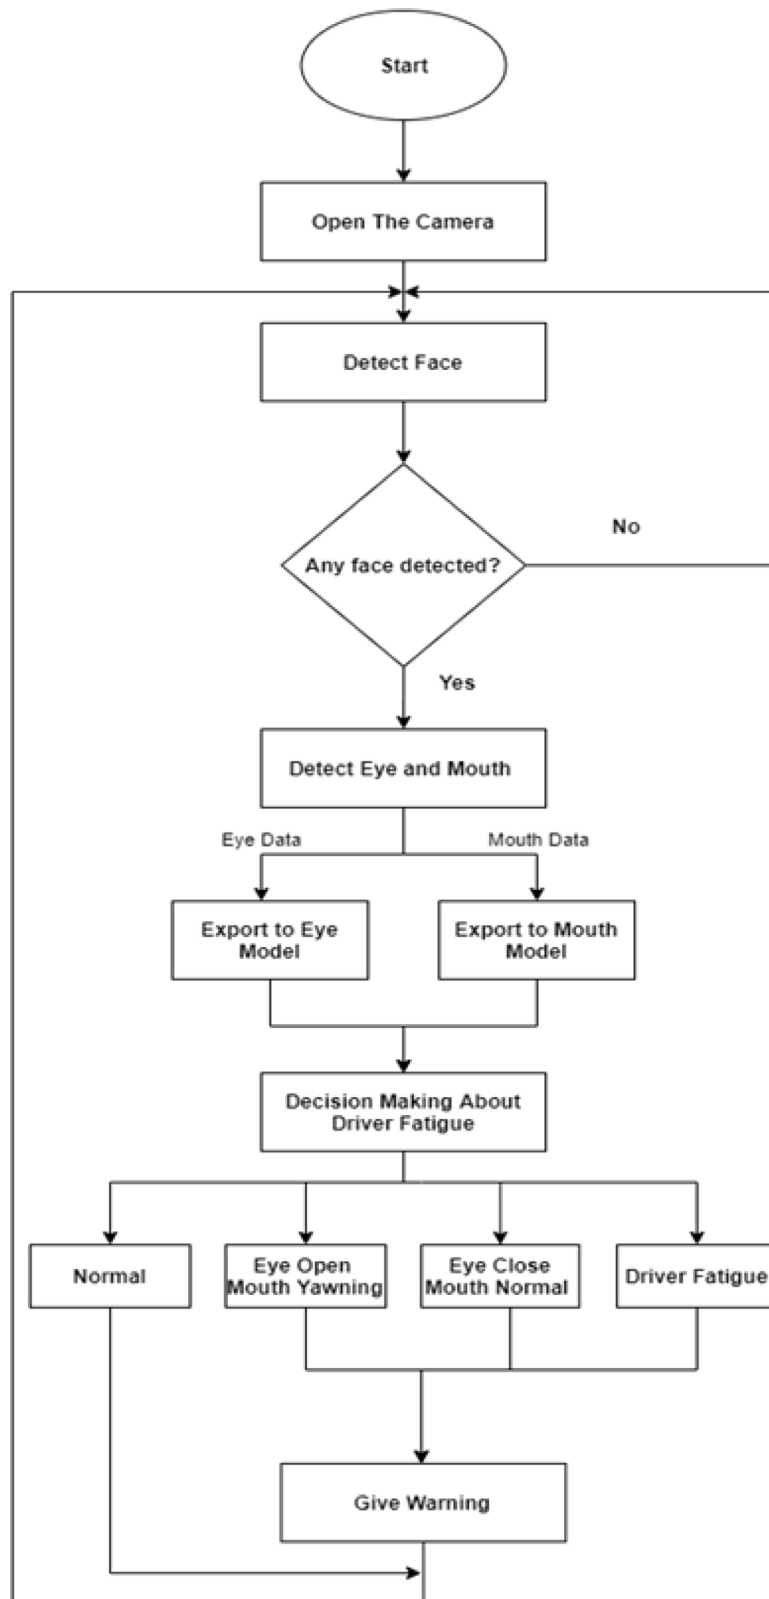 Start
Open The Camera
Detect Face
Any face detected?
No
Yes
Detect Eye and Mouth
Eye Data
Mouth Data
Export to Eye
Model
Export to Mouth
Model
Decision Making About
Driver Fatigue
Normal
Eye Open
Mouth Yawning
Eye Close
Mouth Normal
Driver Fatigue
Give Warning